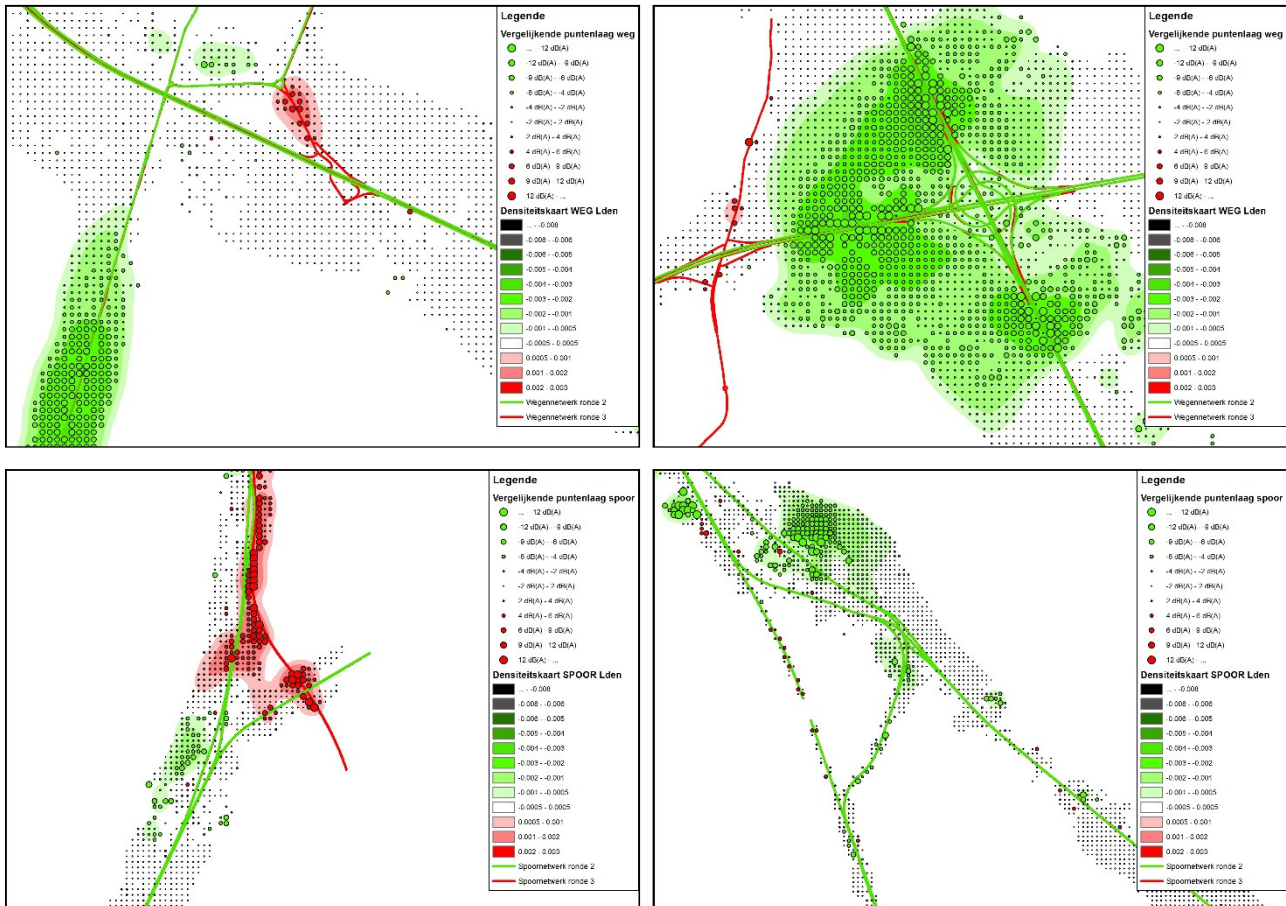 Legende
Vergelijkende puntenlaag weg
... 12 dB(A)
-12 dB(A) - -9 dB(A)
-9 dB(A) - -6 dB(A)
-6 dB(A) - -4 dB(A)
-4 dB(A) - -2 dB(A)
-2 dB(A) - 2 dB(A)
2 dB(A) - 4 dB(A)
4 dB(A) - 6 dB(A)
6 dB(A) - 9 dB(A)
9 dB(A) - 12 dB(A)
12 dB(A) - ...
Densiteitskaart WEG Lden
... - -0.008
-0.008 - -0.006
-0.006 - -0.005
-0.005 - -0.004
-0.004 - -0.003
-0.003 - -0.002
-0.002 - -0.001
-0.001 - -0.0005
-0.0005 - 0.0005
0.0005 - 0.001
0.001 - 0.002
0.002 - 0.003
Wegennetwerk ronde 2
Wegennetwerk ronde 3
Legende
Vergelijkende puntenlaag weg
... 12 dB(A)
-12 dB(A) - -9 dB(A)
-9 dB(A) - -6 dB(A)
-6 dB(A) - -4 dB(A)
-4 dB(A) - -2 dB(A)
-2 dB(A) - 2 dB(A)
2 dB(A) - 4 dB(A)
4 dB(A) - 6 dB(A)
6 dB(A) - 9 dB(A)
9 dB(A) - 12 dB(A)
12 dB(A) - ...
Densiteitskaart WEG Lden
... - -0.008
-0.008 - -0.006
-0.006 - -0.005
-0.005 - -0.004
-0.004 - -0.003
-0.003 - -0.002
-0.002 - -0.001
-0.001 - -0.0005
-0.0005 - 0.0005
0.0005 - 0.001
0.001 - 0.002
0.002 - 0.003
Wegennetwerk ronde 2
Wegennetwerk ronde 3
Legende
Vergelijkende puntenlaag spoor
... 12 dB(A)
-12 dB(A) - -9 dB(A)
-9 dB(A) - -6 dB(A)
-6 dB(A) - -4 dB(A)
-4 dB(A) - -2 dB(A)
-2 dB(A) - 2 dB(A)
2 dB(A) - 4 dB(A)
4 dB(A) - 6 dB(A)
6 dB(A) - 9 dB(A)
9 dB(A) - 12 dB(A)
12 dB(A) - ...
Densiteitskaart SPOOR Lden
... - -0.008
-0.008 - -0.006
-0.006 - -0.005
-0.005 - -0.004
-0.004 - -0.003
-0.003 - -0.002
-0.002 - -0.001
-0.001 - -0.0005
-0.0005 - 0.0005
0.0005 - 0.001
0.001 - 0.002
0.002 - 0.003
Spoornetwerk ronde 2
Spoornetwerk ronde 3
Legende
Vergelijkende puntenlaag spoor
... 12 dB(A)
-12 dB(A) - -9 dB(A)
-9 dB(A) - -6 dB(A)
-6 dB(A) - -4 dB(A)
-4 dB(A) - -2 dB(A)
-2 dB(A) - 2 dB(A)
2 dB(A) - 4 dB(A)
4 dB(A) - 6 dB(A)
6 dB(A) - 9 dB(A)
9 dB(A) - 12 dB(A)
12 dB(A) - ...
Densiteitskaart SPOOR Lden
... - -0.008
-0.008 - -0.006
-0.006 - -0.005
-0.005 - -0.004
-0.004 - -0.003
-0.003 - -0.002
-0.002 - -0.001
-0.001 - -0.0005
-0.0005 - 0.0005
0.0005 - 0.001
0.001 - 0.002
0.002 - 0.003
Spoornetwerk ronde 2
Spoornetwerk ronde 3